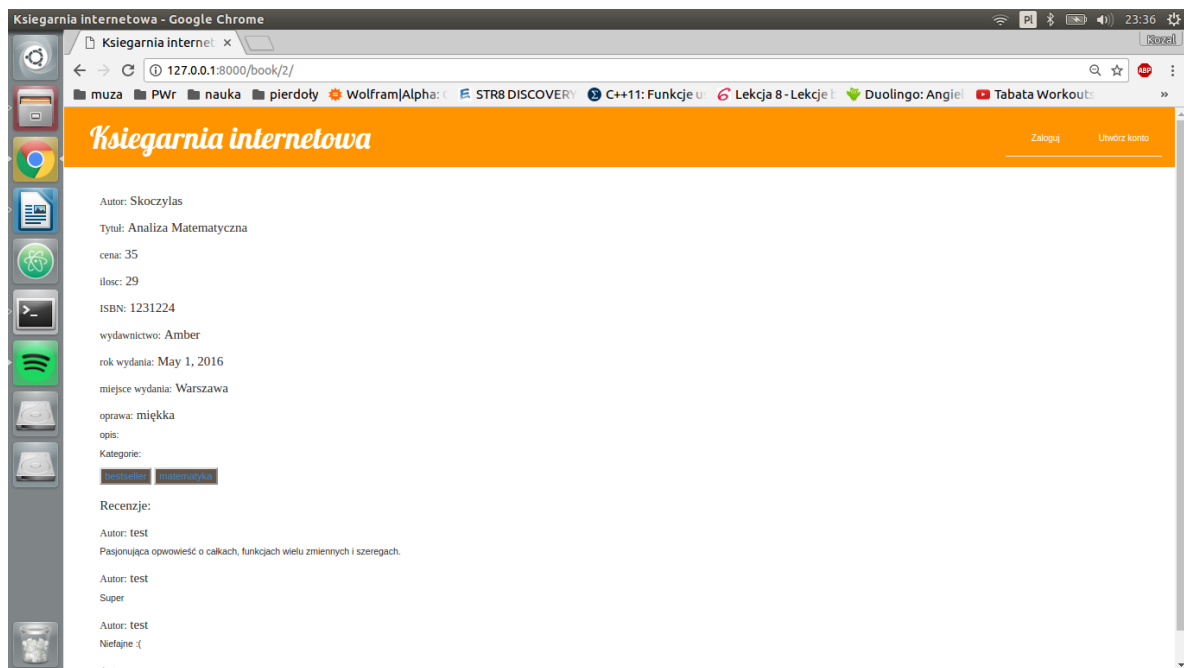 Ksiegarnia internetowa - Google Chrome
Pl
23:36
Ksiegarnia internet
Kozel
127.0.0.1:8000/book/2/
ABP
muza PWr nauka pierdoły Wolfram|Alpha: STR8 DISCOVERY C++11: Funkcje u Lekcja 8 - Lekcje Duolingo: Angiel Tabata Workouts »
Ksiegarnia internetowa
Zaloguj Utwórz konto
Autor: Skoczylas
Tytuł: Analiza Matematyczna
cena: 35
ilosc: 29
ISBN: 1231224
wydawnictwo: Amber
rok wydania: May 1, 2016
miejsce wydania: Warszawa
oprawa: miękka
opis:
Kategorie:
bestseller matematyka
Recenzje:
Autor: test
Pasjonująca opwowieść o całkach, funkcjach wielu zmiennych i szeregach.
Autor: test
Super
Autor: test
Niefajne :(